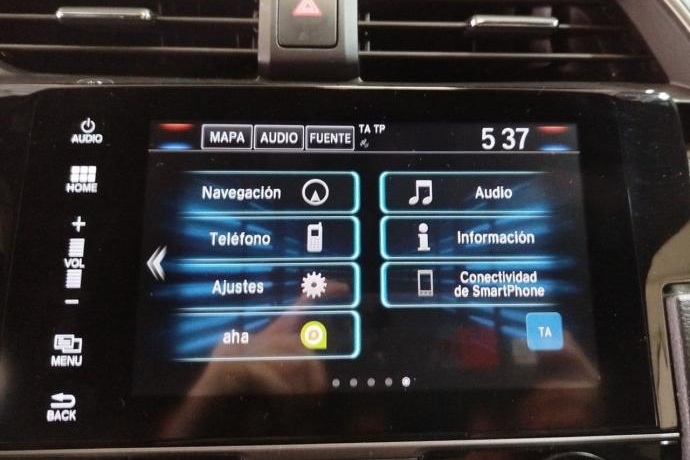 AUDIO
HOME
+
VOL
-
MENU
BACK
MAPA AUDIO FUENTE TA TP 5 37
Navegación
Audio
Teléfono
Información
Ajustes
Conectividad
de SmartPhone
aha
TA